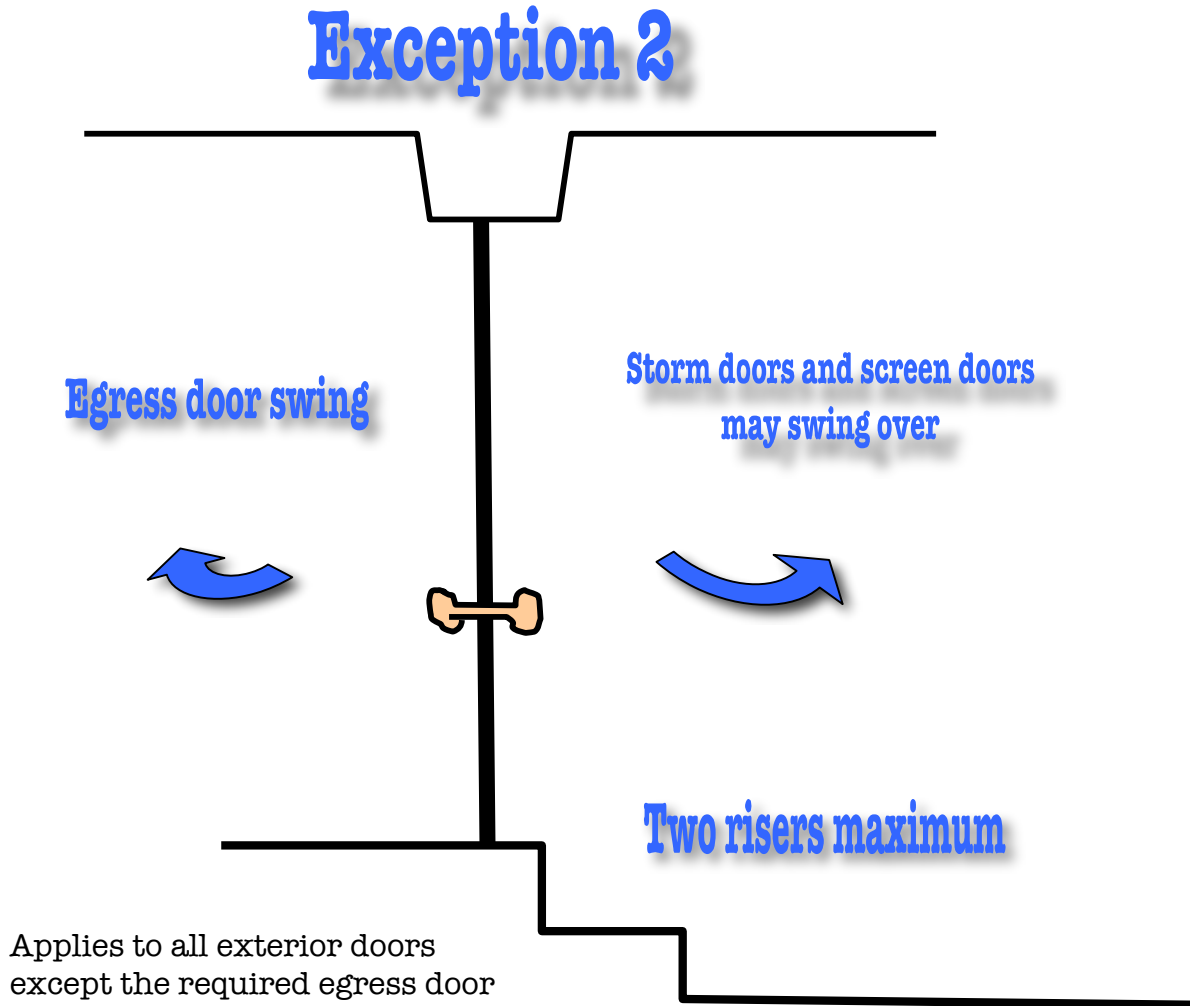 Exception 2
Egress door swing
Storm doors and screen doors
may swing over
Two risers maximum
Applies to all exterior doors
except the required egress door